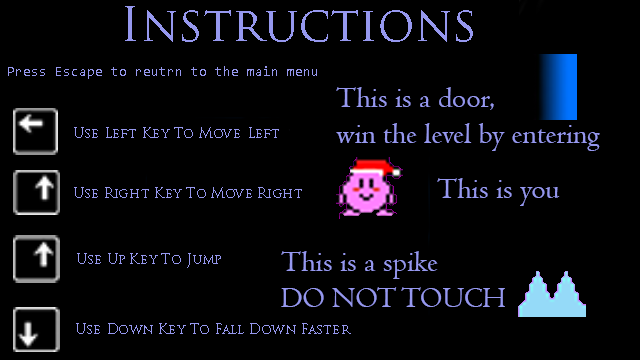 Instructions
Press Escape to reutrn to the main menu
This is a door,
win the level by entering
Use Left Key To Move Left
Use Right Key To Move Right
This is you
Use Up Key To Jump
This is a spike
DO NOT TOUCH
Use Down Key To Fall Down Faster